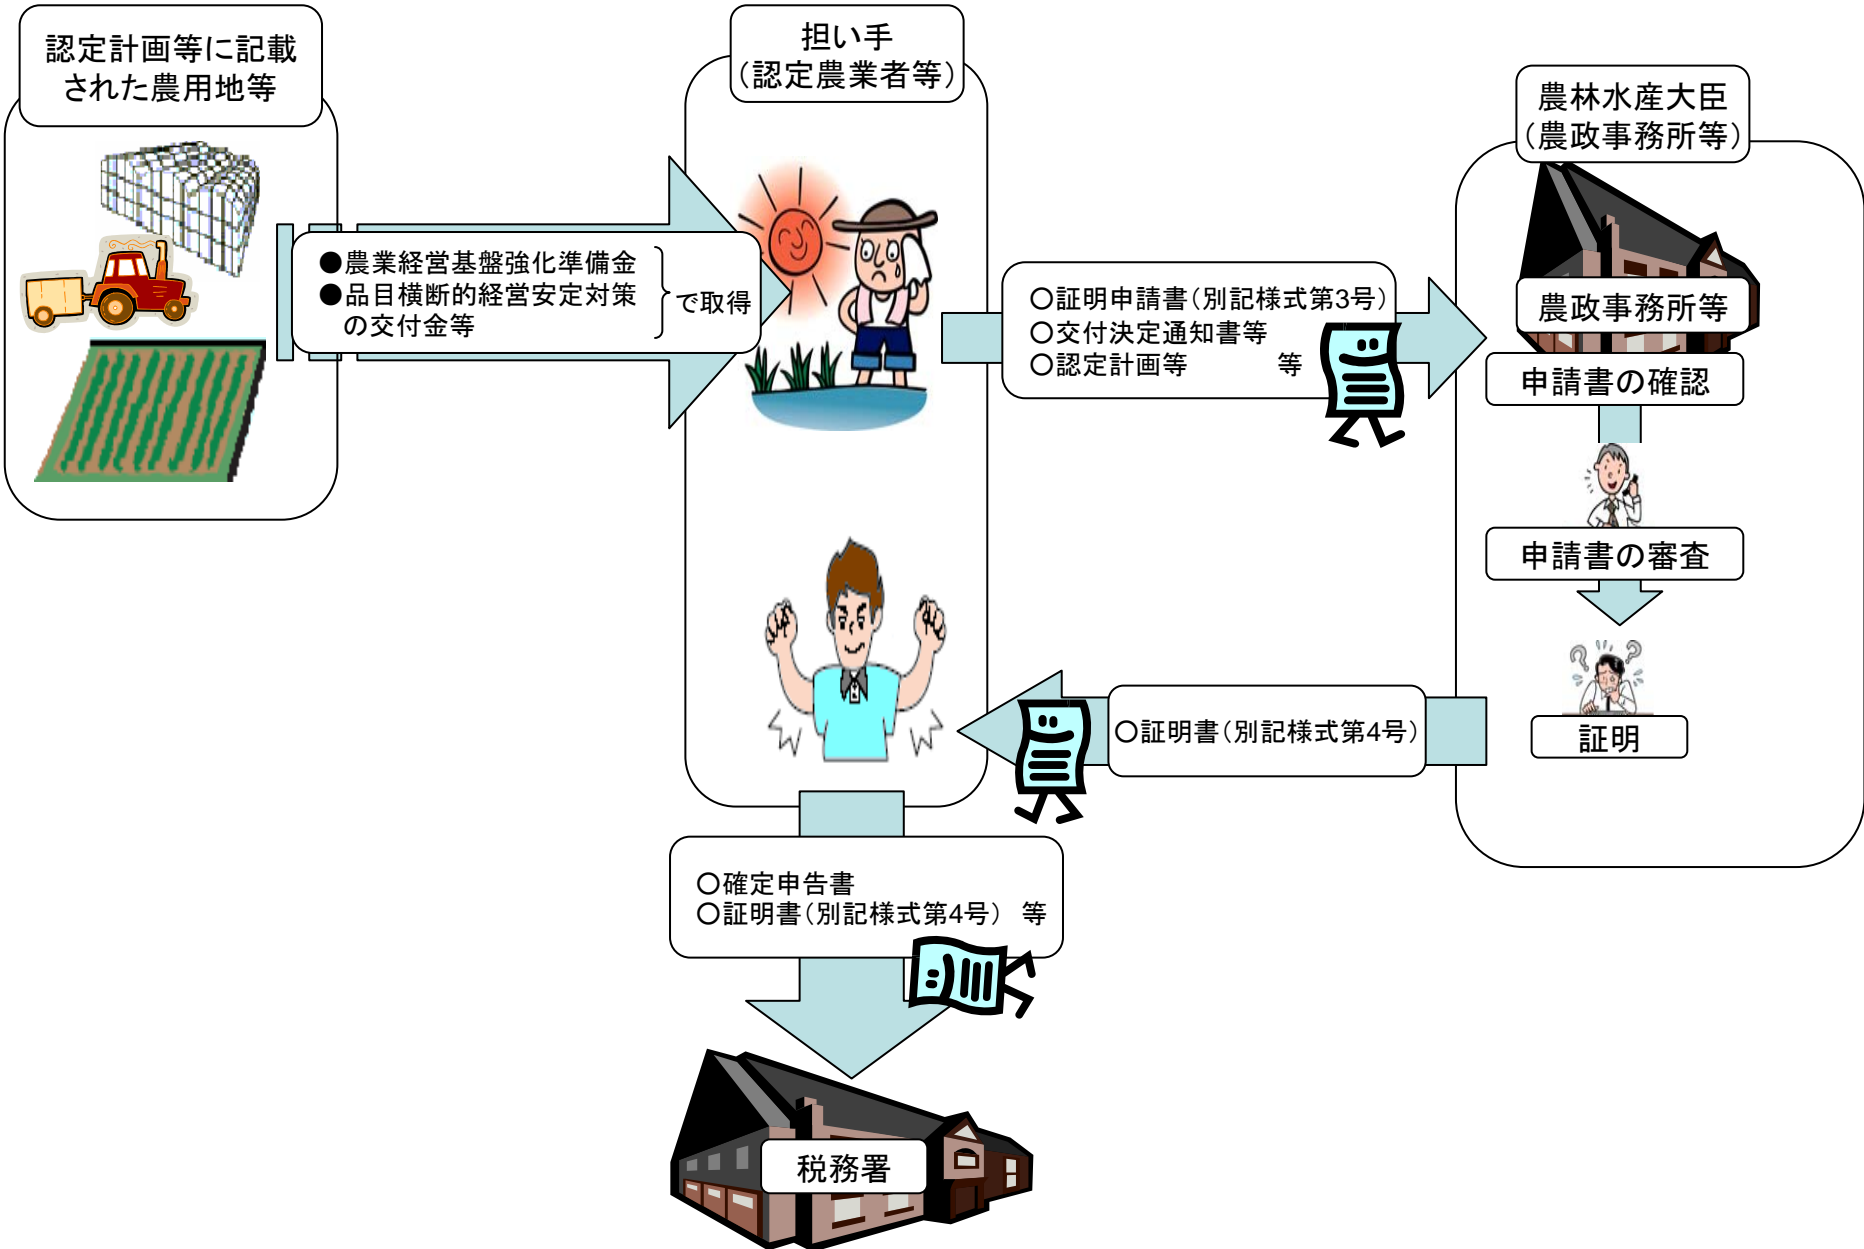 認定計画等に記載
された農用地等
担い手
（認定農業者等）
農林水産大臣
（農政事務所等）
●農業経営基盤強化準備金
●品目横断的経営安定対策
の交付金等
で取得
○証明申請書（別記様式第3号）
○交付決定通知書等
○認定計画等　　　等
農政事務所等
申請書の確認
申請書の審査
証明
○証明書（別記様式第4号）
○確定申告書
○証明書（別記様式第4号）　等
税務署